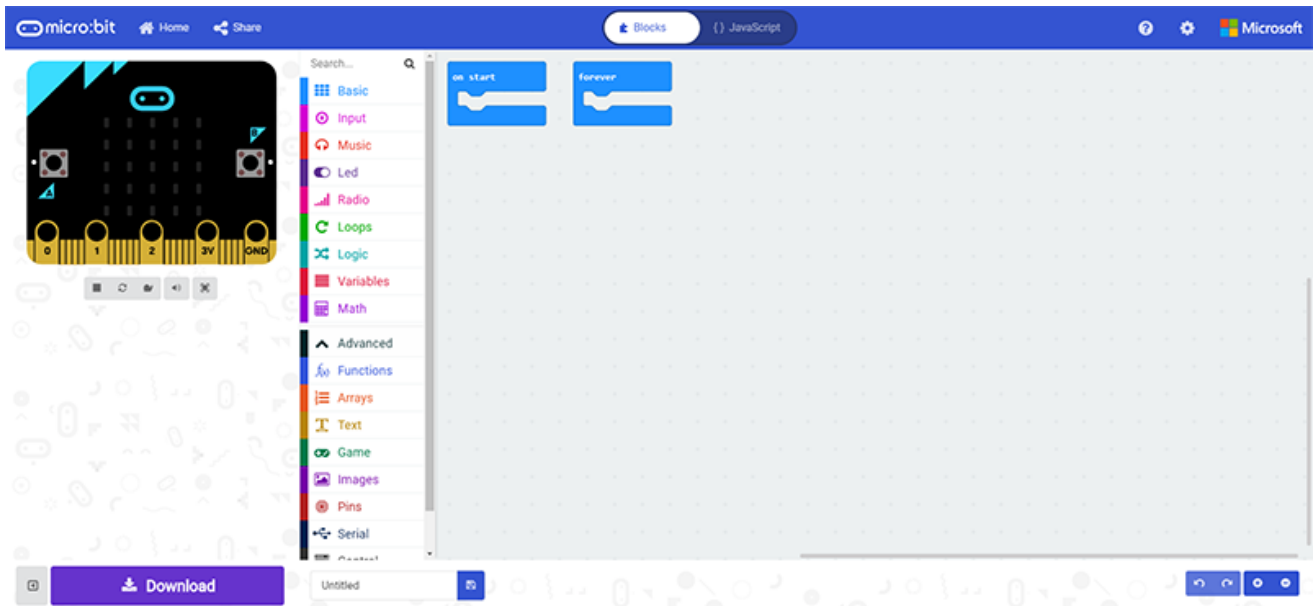 micro:bit Home Share Blocks {} JavaScript ? Microsoft
Search...
Basic
Input
Music
Led
Radio
Loops
Logic
Variables
Math
Advanced
f(x) Functions
Arrays
Text
Game
Images
Pins
Serial
Control
on start forever
B
A
0 1 2 3V GND
Download
Untitled